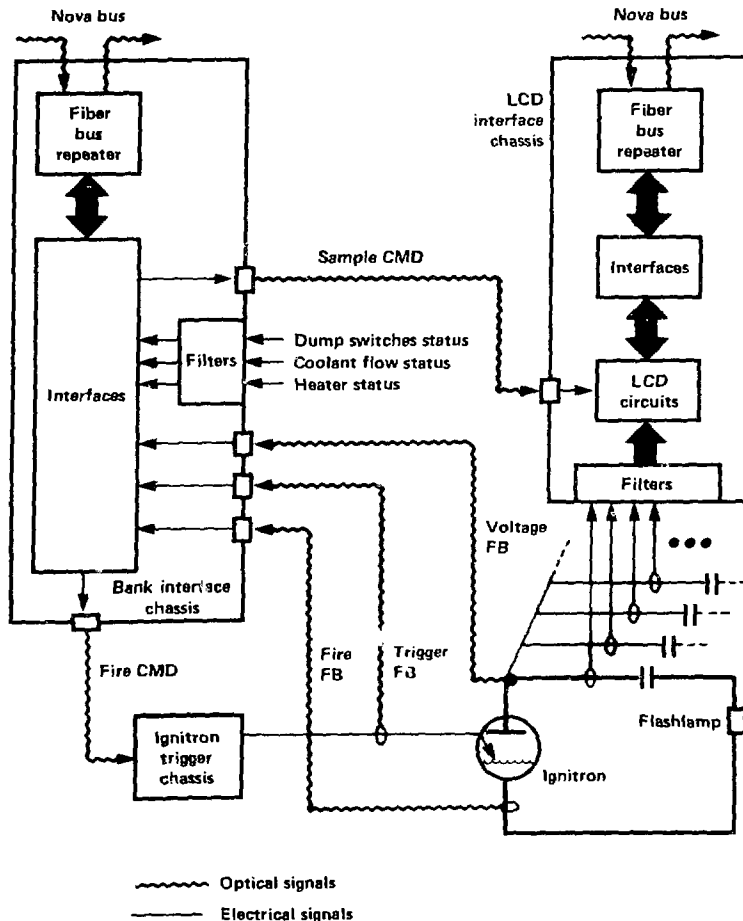 Nova bus
Nova bus
Fiber
bus
repeater
LCD
interface
chassis
Fiber
bus
repeater
Sample CMD
Interfaces
Dump switches status
Filters
Coolant flow status
Heater status
Interfaces
LCD
circuits
Filters
Voltage
FB
Bank interface
chassis
Fire CMD
Fire
FB
Trigger
FB
Flashlamp
Ignitron
trigger
chassis
Ignitron
Optical signals
Electrical signals